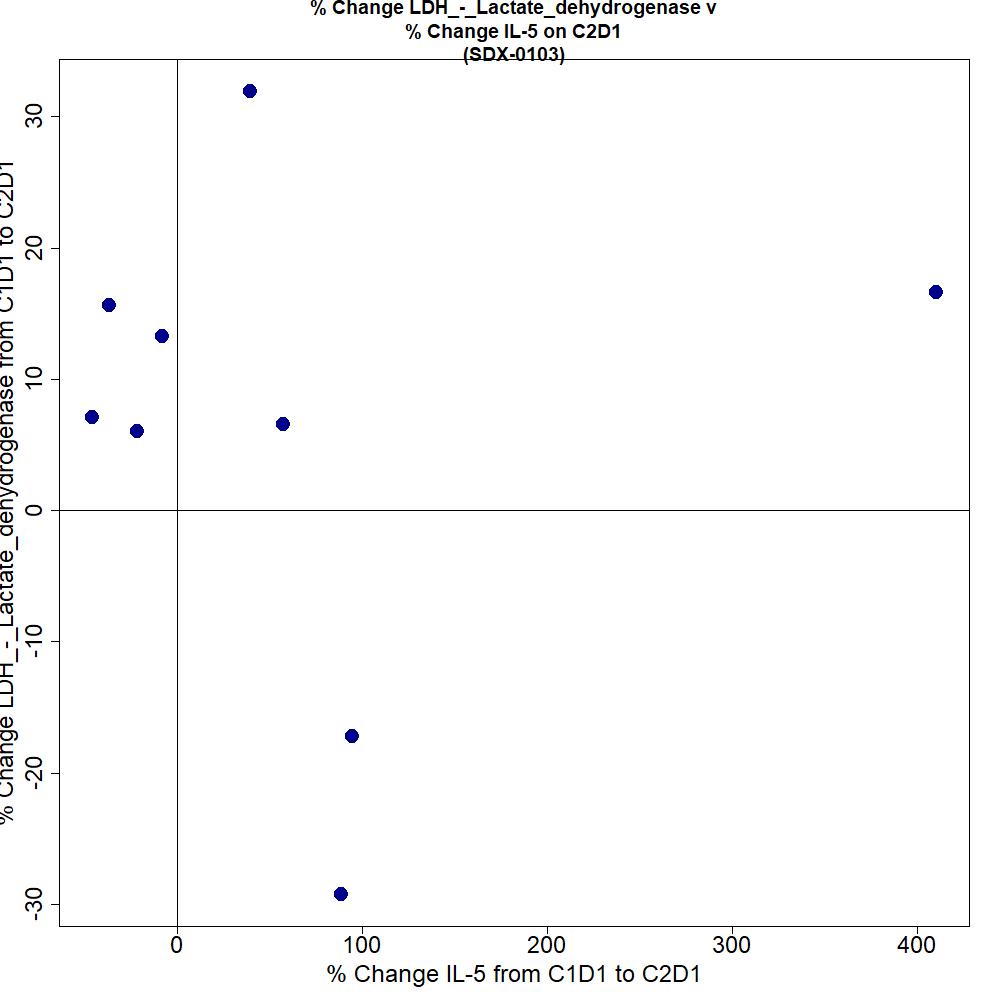 % Change LDH_-_Lactate_dehydrogenase v
% Change IL-5 on C2D1
(SDX-0103)
% Change LDH_-_Lactate_dehydrogenase from C1D1 to C2D1
30
20
10
0
-10
-20
-30
0 100 200 300 400
% Change IL-5 from C1D1 to C2D1